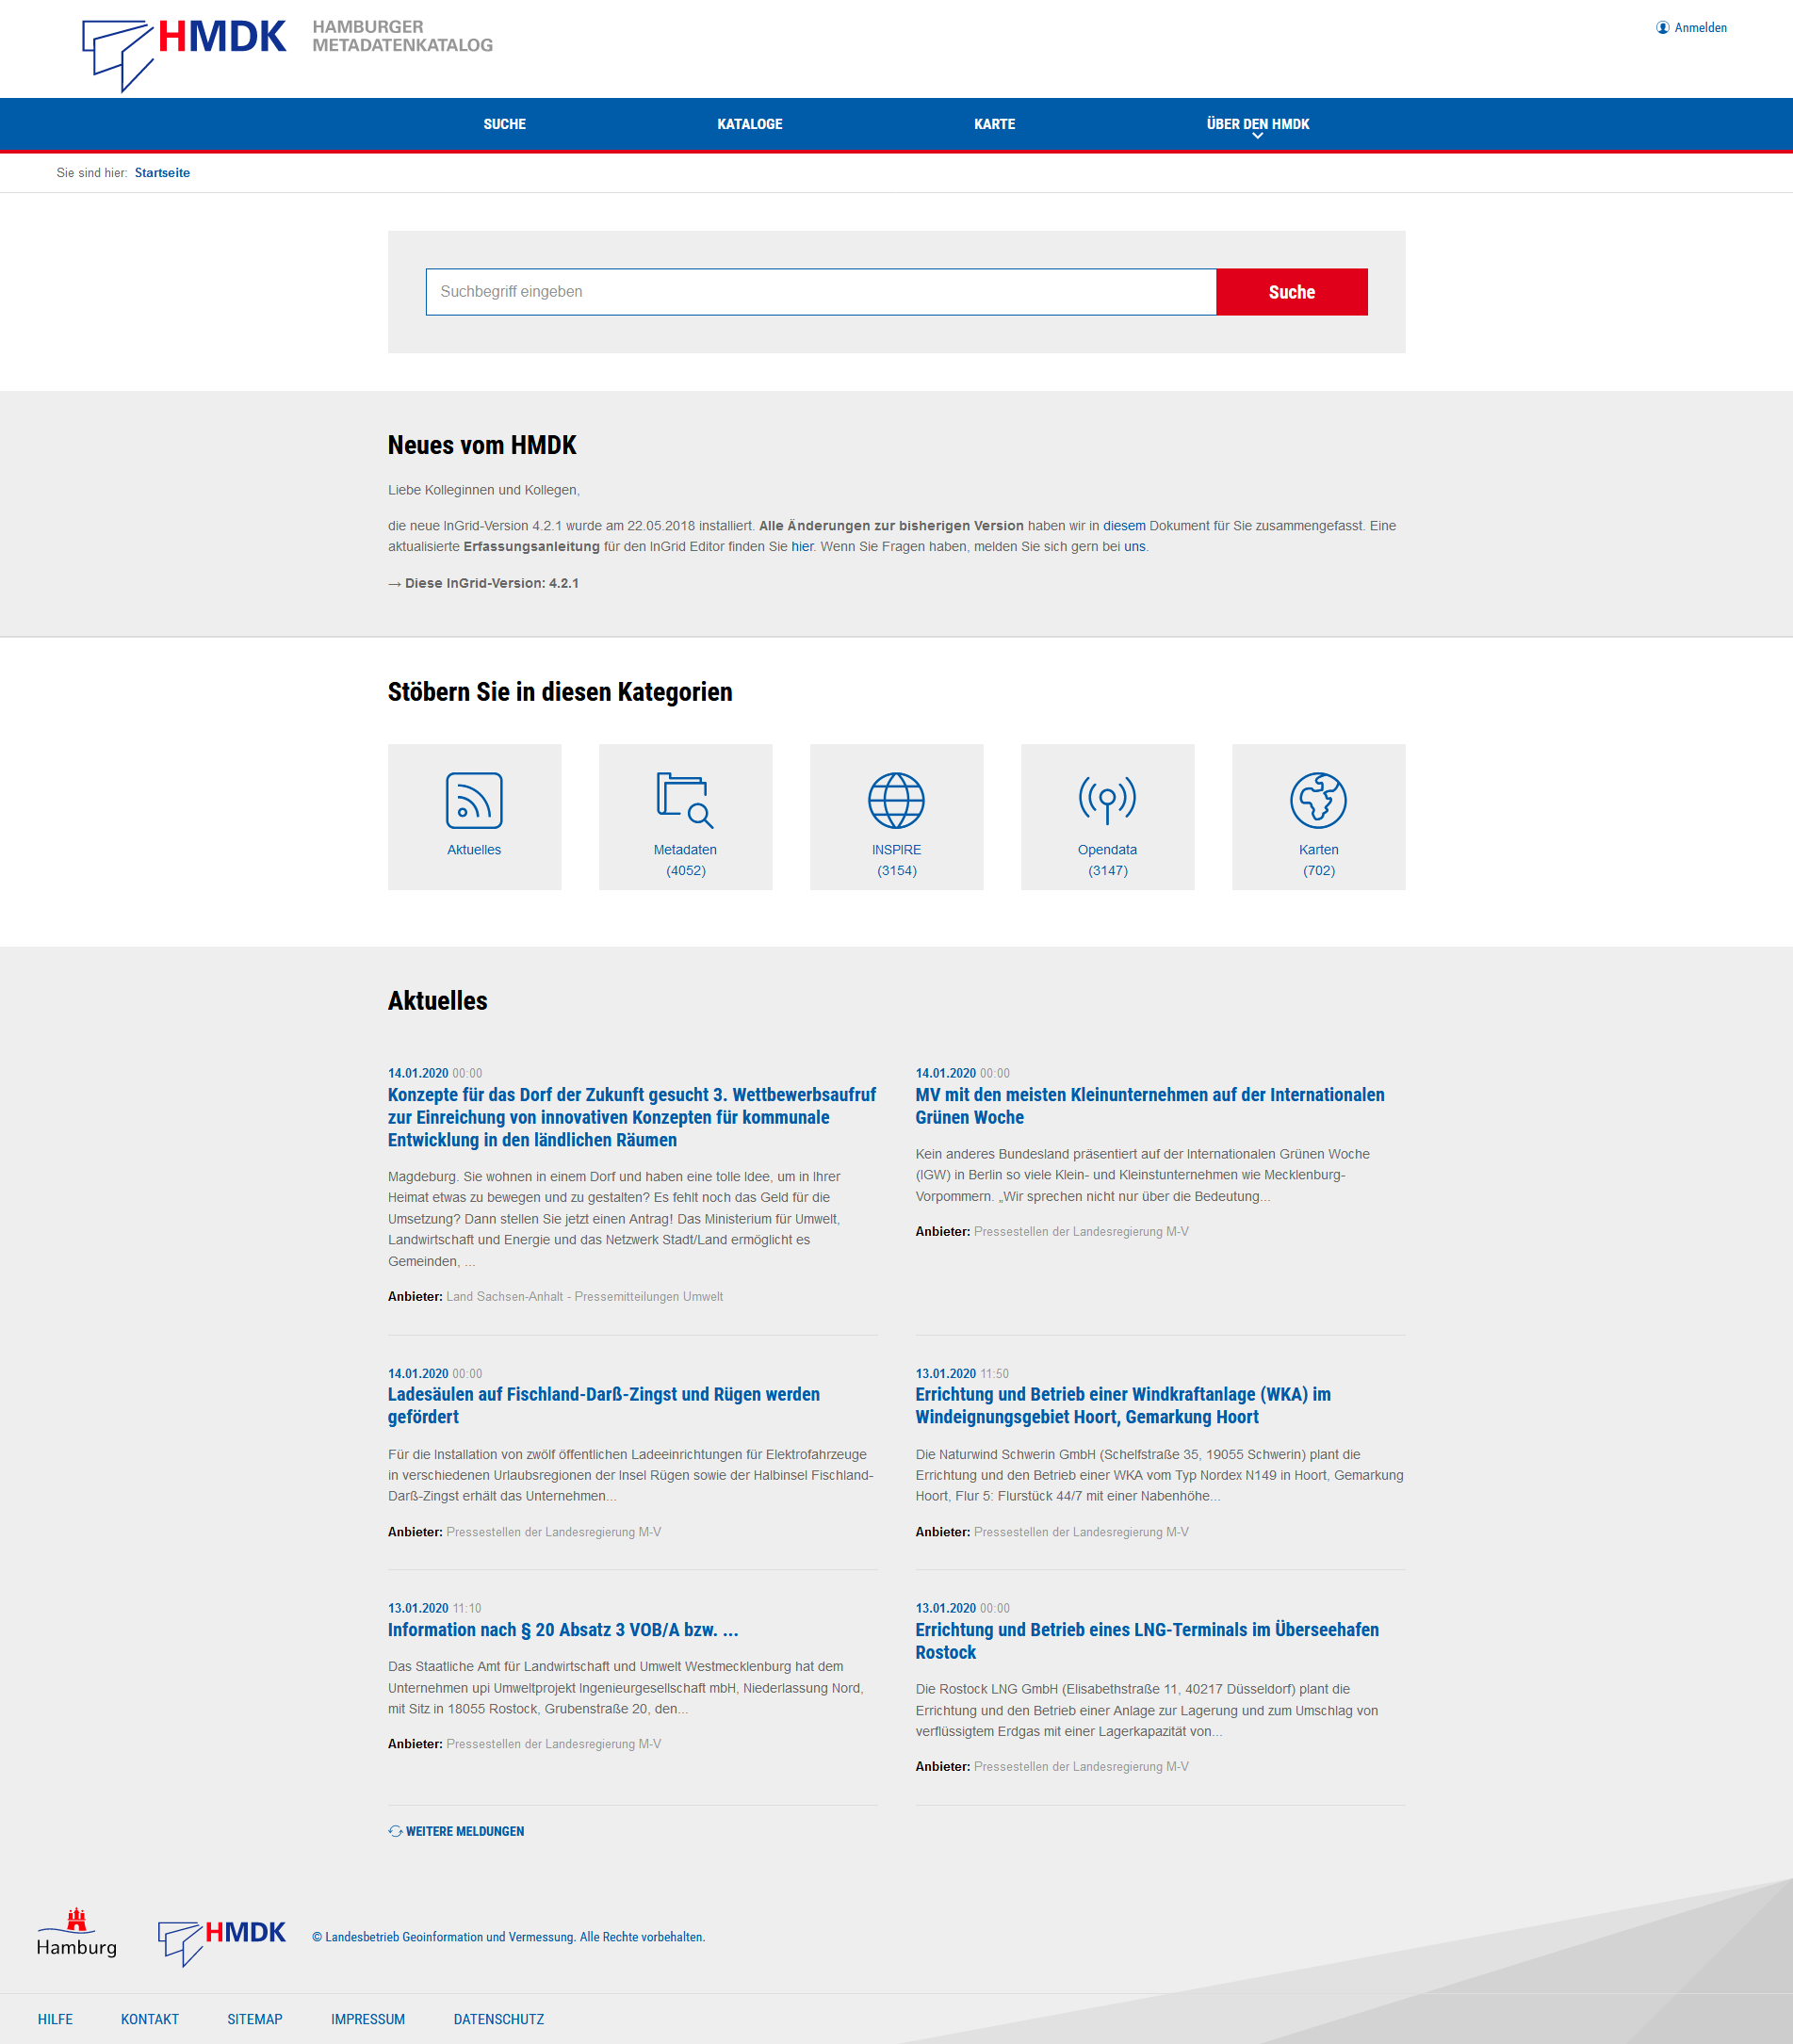 HMDK
HAMBURGER
METADATENKATALOG
Anmelden
SUCHE
KATALOGE
KARTE
ÜBER DEN HMDK
Sie sind hier: Startseite
Suchbegriff eingeben
Suche
Neues vom HMDK
Liebe Kolleginnen und Kollegen,
die neue InGrid-Version 4.2.1 wurde am 22.05.2018 installiert. Alle Änderungen zur bisherigen Version haben wir in diesem Dokument für Sie zusammengefasst. Eine
aktualisierte Erfassungsanleitung für den InGrid Editor finden Sie hier. Wenn Sie Fragen haben, melden Sie sich gern bei uns.
→ Diese InGrid-Version: 4.2.1
Stöbern Sie in diesen Kategorien
Aktuelles
Metadaten
(4052)
INSPIRE
(3154)
Opendata
(3147)
Karten
(702)
Aktuelles
14.01.2020 00:00
Konzepte für das Dorf der Zukunft gesucht 3. Wettbewerbsaufruf
zur Einreichung von innovativen Konzepten für kommunale
Entwicklung in den ländlichen Räumen
Magdeburg. Sie wohnen in einem Dorf und haben eine tolle Idee, um in Ihrer
Heimat etwas zu bewegen und zu gestalten? Es fehlt noch das Geld für die
Umsetzung? Dann stellen Sie jetzt einen Antrag! Das Ministerium für Umwelt,
Landwirtschaft und Energie und das Netzwerk Stadt/Land ermöglicht es
Gemeinden, ...
Anbieter: Land Sachsen-Anhalt - Pressemitteilungen Umwelt
14.01.2020 00:00
MV mit den meisten Kleinunternehmen auf der Internationalen
Grünen Woche
Kein anderes Bundesland präsentiert auf der Internationalen Grünen Woche
(IGW) in Berlin so viele Klein- und Kleinstunternehmen wie Mecklenburg-
Vorpommern. „Wir sprechen nicht nur über die Bedeutung...
Anbieter: Pressestellen der Landesregierung M-V
14.01.2020 00:00
Ladesäulen auf Fischland-Darß-Zingst und Rügen werden
gefördert
Für die Installation von zwölf öffentlichen Ladeeinrichtungen für Elektrofahrzeuge
in verschiedenen Urlaubsregionen der Insel Rügen sowie der Halbinsel Fischland-
Darß-Zingst erhält das Unternehmen...
Anbieter: Pressestellen der Landesregierung M-V
13.01.2020 11:50
Errichtung und Betrieb einer Windkraftanlage (WKA) im
Windeignungsgebiet Hoort, Gemarkung Hoort
Die Naturwind Schwerin GmbH (Schelfstraße 35, 19055 Schwerin) plant die
Errichtung und den Betrieb einer WKA vom Typ Nordex N149 in Hoort, Gemarkung
Hoort, Flur 5: Flurstück 44/7 mit einer Nabenhöhe...
Anbieter: Pressestellen der Landesregierung M-V
13.01.2020 11:10
Information nach § 20 Absatz 3 VOB/A bzw. ...
Das Staatliche Amt für Landwirtschaft und Umwelt Westmecklenburg hat dem
Unternehmen upi Umweltprojekt Ingenieurgesellschaft mbH, Niederlassung Nord,
mit Sitz in 18055 Rostock, Grubenstraße 20, den...
Anbieter: Pressestellen der Landesregierung M-V
13.01.2020 00:00
Errichtung und Betrieb eines LNG-Terminals im Überseehafen
Rostock
Die Rostock LNG GmbH (Elisabethstraße 11, 40217 Düsseldorf) plant die
Errichtung und den Betrieb einer Anlage zur Lagerung und zum Umschlag von
verflüssigtem Erdgas mit einer Lagerkapazität von...
Anbieter: Pressestellen der Landesregierung M-V
WEITERE MELDUNGEN
Hamburg
HMDK
© Landesbetrieb Geoinformation und Vermessung. Alle Rechte vorbehalten.
HILFE
KONTAKT
SITEMAP
IMPRESSUM
DATENSCHUTZ